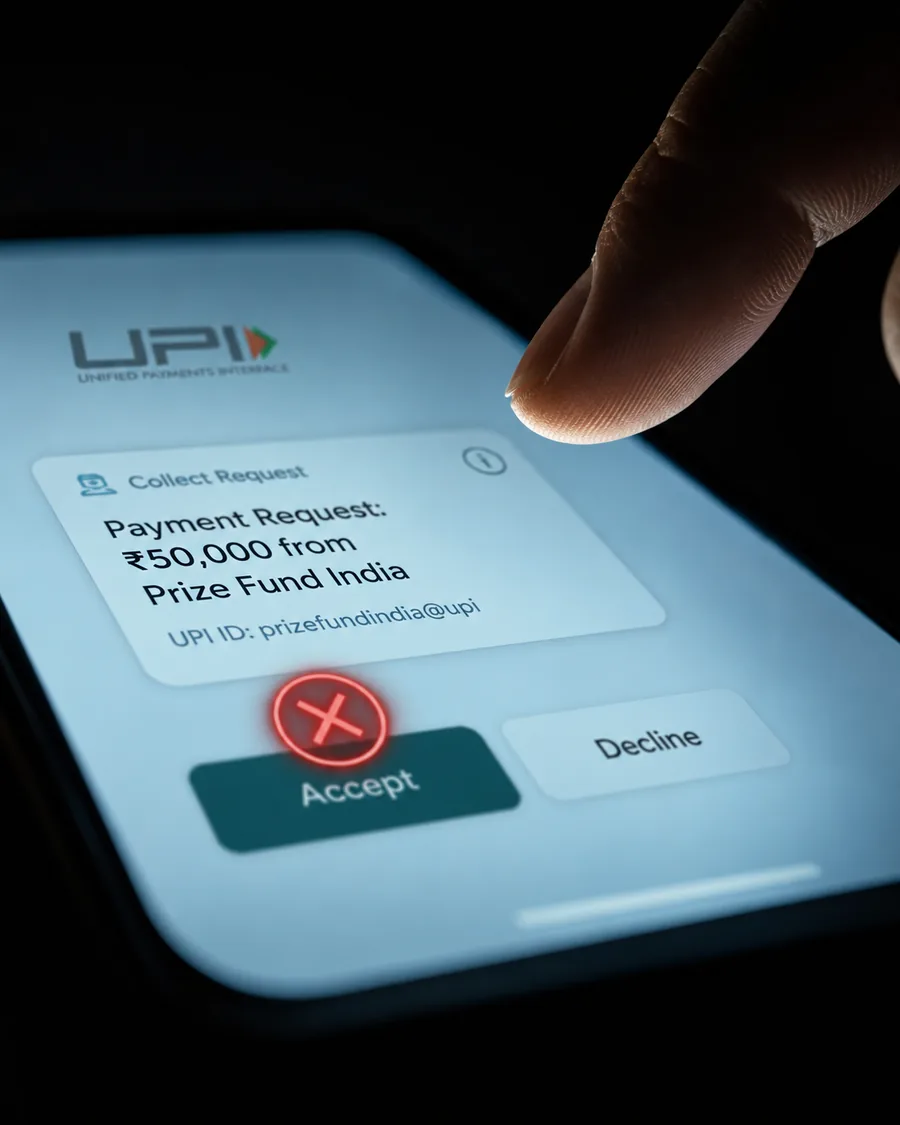 UPI
UNIFIED PAYMENTS INTERFACE
Collect Request
Payment Request:
₹50,000 from
Prize Fund India
UPI ID: prizefundindia@upi
Accept
Decline